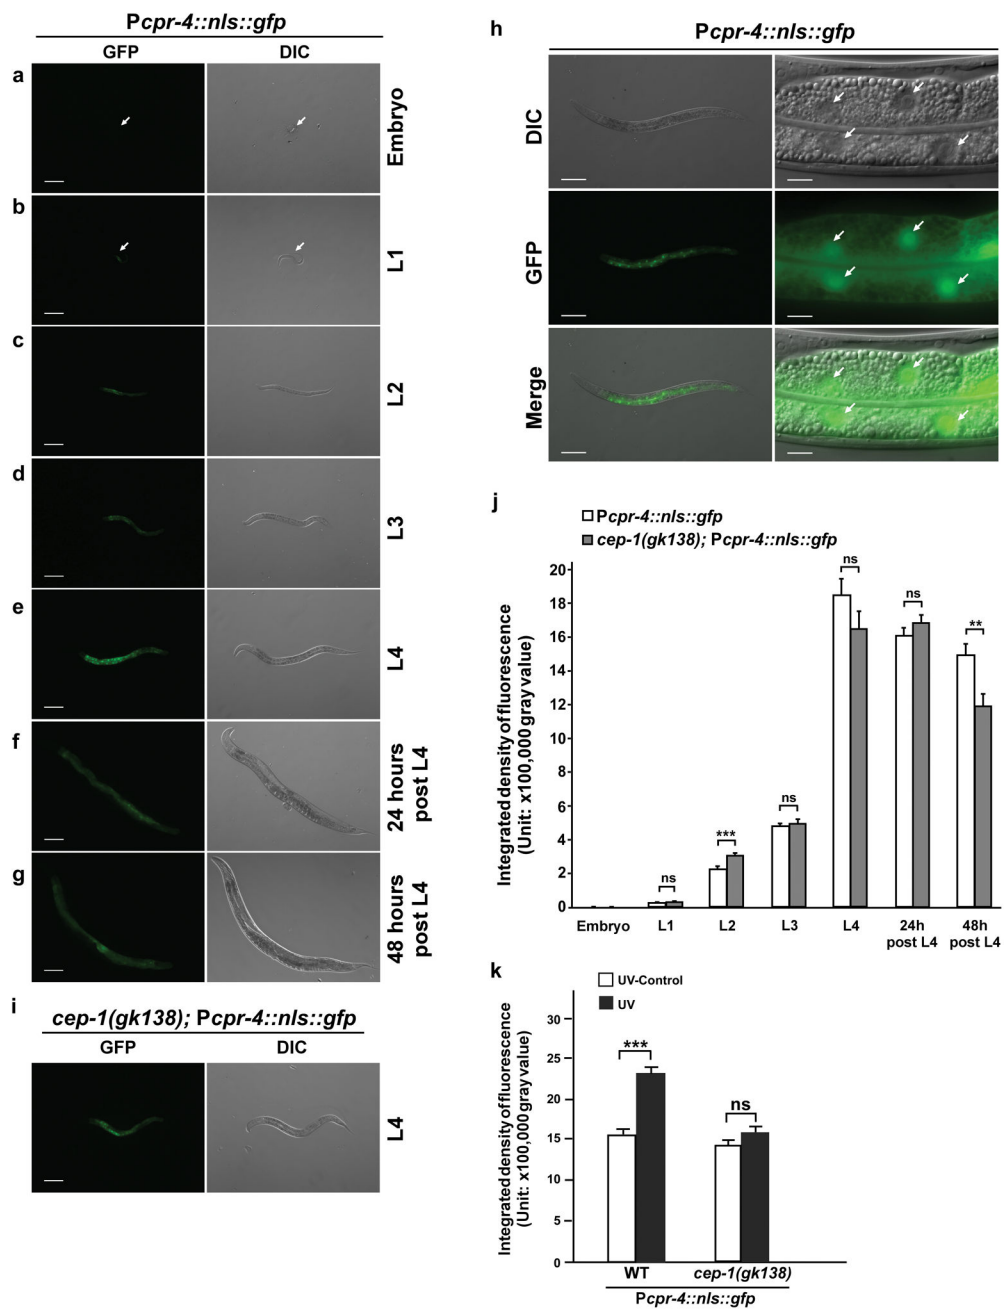 Pcpr-4::nls::gfp
GFP DIC
a
Embryo
b
L1
c
L2
d
L3
e
L4
f
24 hours
post L4
g
48 hours
post L4
i
cep-1(gk138); Pcpr-4::nls::gfp
GFP DIC
L4
h
Pcpr-4::nls::gfp
DIC
GFP
Merge
j
Pcpr-4::nls::gfp
cep-1(gk138); Pcpr-4::nls::gfp
Integrated density of fluorescence
(Unit: x100,000 gray value)
20
18
16
14
12
10
8
6
4
2
0
ns
***
ns
ns
ns
**
Embryo L1 L2 L3 L4 24h 48h
post L4 post L4
k
UV-Control
UV
Integrated density of fluorescence
(Unit: x100,000 gray value)
30
25
20
15
10
5
0
***
ns
WT cep-1(gk138)
Pcpr-4::nls::gfp